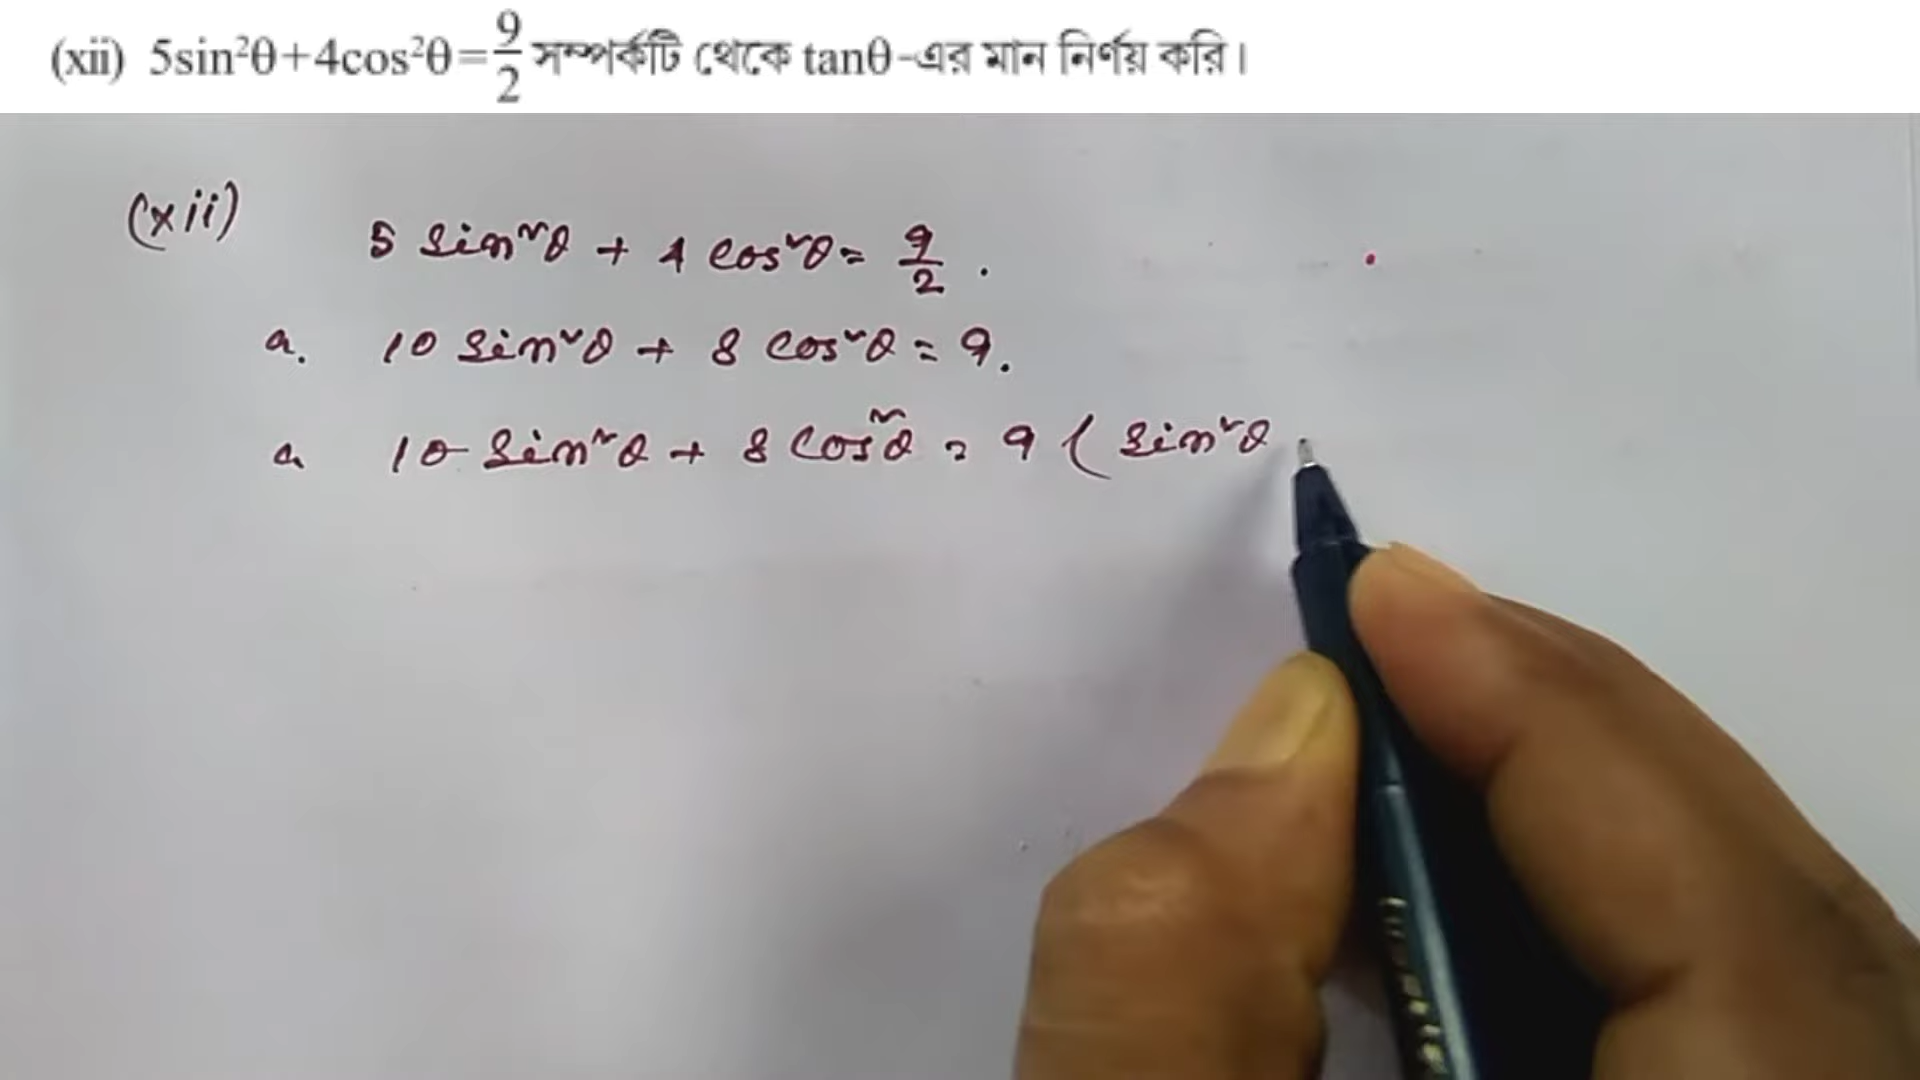 (xii) 5sin²θ+4cos²θ=9/2 সম্পর্কটি থেকে tanθ-এর মান নির্ণয় করি।
(xii) 5 sin²θ + 4 cos²θ = 9/2 .
a. 10 sin²θ + 8 cos²θ = 9.
a 10 sin²θ + 8 cos²θ = 9 ( sin²θ